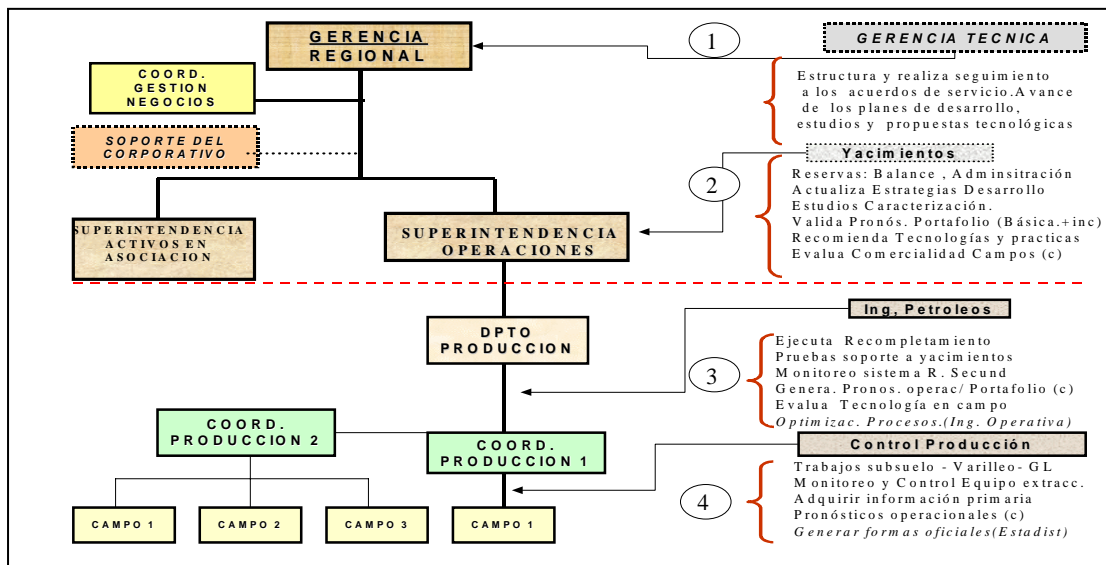 GERENCIA
REGIONAL
1
GERENCIA TECNICA
COORD.
GESTION
NEGOCIOS
Estructura y realiza seguimiento
a los acuerdos de servicio.Avance
de los planes de desarrollo,
estudios y propuestas tecnológicas
SOPORTE DEL
CORPORATIVO
2
Yacimientos
Reservas: Balance , Adminsitración
Actualiza Estrategias Desarrollo
Estudios Caracterización.
Valida Pronós. Portafolio (Básica.+inc)
Recomienda Tecnologías y practicas
Evalua Comercialidad Campos (c)
SUPERINTENDENCIA
ACTIVOS EN
ASOCIACION
SUPERINTENDENCIA
OPERACIONES
DPTO
PRODUCCION
3
Ing, Petroleos
Ejecuta Recompletamiento
Pruebas soporte a yacimientos
Monitoreo sistema R. Secund
Genera. Pronos. operac/ Portafolio (c)
Evalua Tecnología en campo
Optimizac. Procesos.(Ing. Operativa)
COORD.
PRODUCCION 2
COORD.
PRODUCCION 1
4
Control Producción
Trabajos subsuelo - Varilleo- GL
Monitoreo y Control Equipo extracc.
Adquirir información primaria
Pronósticos operacionales (c)
Generar formas oficiales(Estadist)
CAMPO 1
CAMPO 2
CAMPO 3
CAMPO 1